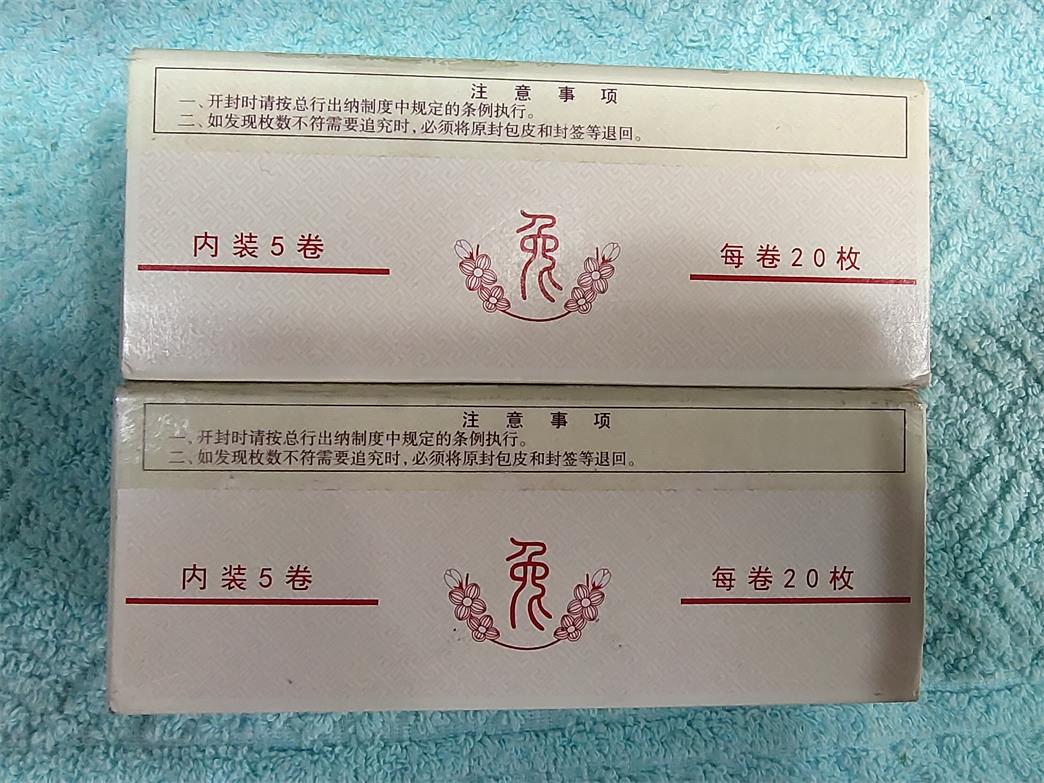 注意事项
一、开封时请按总行出纳制度中规定的条例执行。
二、如发现枚数不符需要追究时，必须将原封包皮和封签等退回。
内装5卷
兔
每卷20枚
注意事项
一、开封时请按总行出纳制度中规定的条例执行。
二、如发现枚数不符需要追究时，必须将原封包皮和封签等退回。
内装5卷
兔
每卷20枚